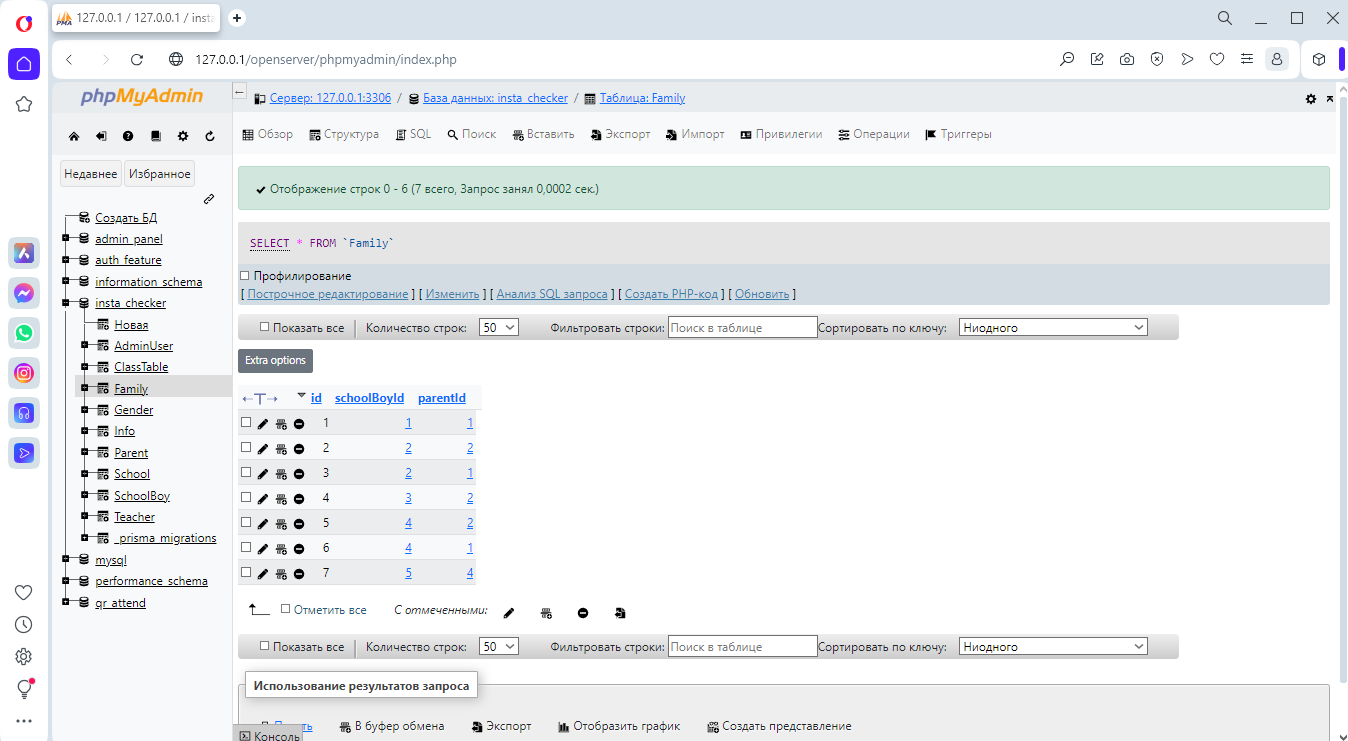 127.0.0.1 / 127.0.0.1 / insta
127.0.0.1/openserver/phpmyadmin/index.php
phpMyAdmin
Недавнее Избранное
Создать БД
admin_panel
auth_feature
information_schema
insta_checker
Новая
AdminUser
ClassTable
Family
Gender
Info
Parent
School
SchoolBoy
Teacher
_prisma_migrations
mysql
performance_schema
qr_attend
Сервер: 127.0.0.1:3306 / База данных: insta_checker / Таблица: Family
Обзор Структура SQL Поиск Вставить Экспорт Импорт Привилегии Операции Триггеры
Отображение строк 0 - 6 (7 всего, Запрос занял 0,0002 сек.)
SELECT * FROM `Family`
Профилирование
[ Построчное редактирование ] [ Изменить ] [ Анализ SQL запроса ] [ Создать PHP-код ] [ Обновить ]
Показать все Количество строк: 50 Фильтровать строки: Поиск в таблице Сортировать по ключу: Ниодного
Extra options
id schoolBoyId parentId
1 1 1
2 2 2
3 2 1
4 3 2
5 4 2
6 4 1
7 5 4
Отметить все С отмеченными:
Показать все Количество строк: 50 Фильтровать строки: Поиск в таблице Сортировать по ключу: Ниодного
Использование результатов запроса
В буфер обмена Экспорт Отобразить график Создать представление
Консоль